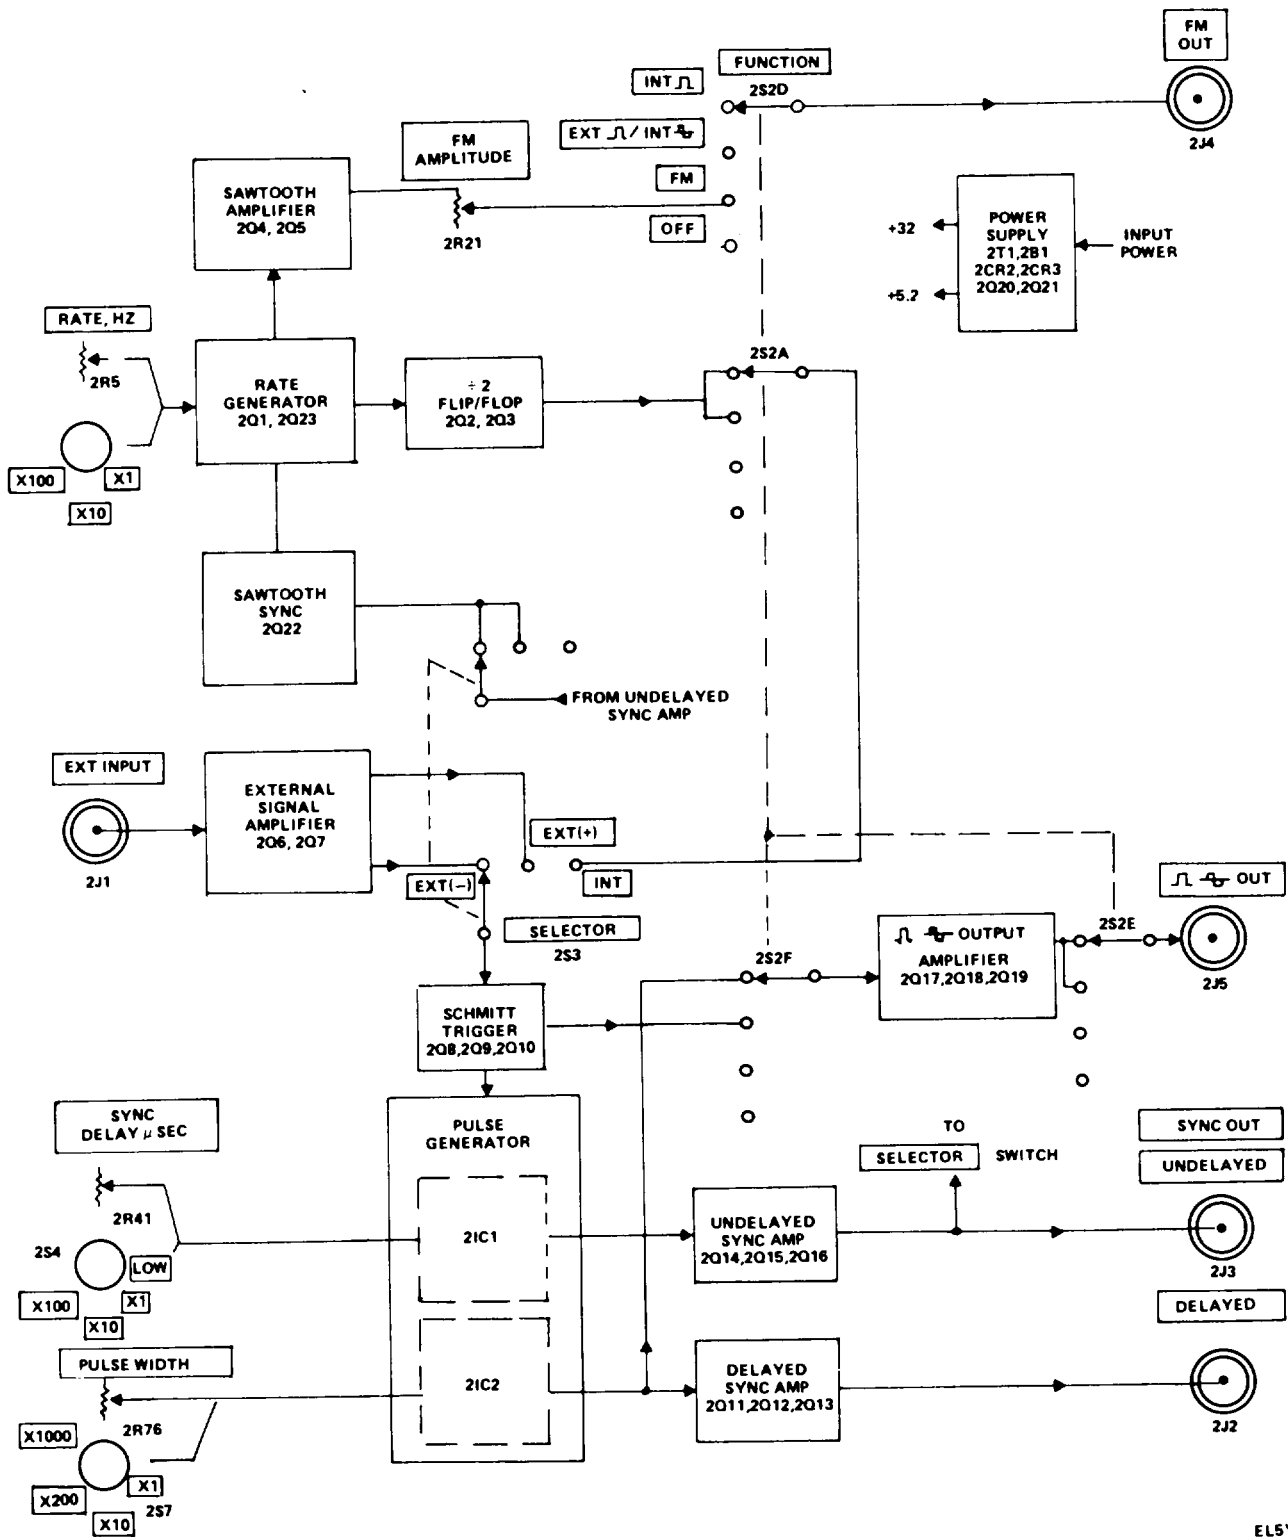 FM
OUT
2J4
FUNCTION
INT
2S2D
EXT / INT
FM
OFF
FM
AMPLITUDE
2R21
SAWTOOTH
AMPLIFIER
2Q4, 2Q5
POWER
SUPPLY
2T1,2B1
2CR2,2CR3
2Q20,2Q21
+32
+5.2
INPUT
POWER
RATE, HZ
2R5
X100
X1
X10
RATE
GENERATOR
2Q1, 2Q23
÷ 2
FLIP/FLOP
2Q2, 2Q3
2S2A
SAWTOOTH
SYNC
2Q22
FROM UNDELAYED
SYNC AMP
EXT INPUT
2J1
EXTERNAL
SIGNAL
AMPLIFIER
2Q6, 2Q7
EXT(+)
EXT(−)
INT
SELECTOR
2S3
OUT
2S2E
2J5
2S2F
OUTPUT
AMPLIFIER
2Q17,2Q18,2Q19
SCHMITT
TRIGGER
2Q8,2Q9,2Q10
SYNC
DELAY μ SEC
2R41
2S4
LOW
X100
X1
X10
PULSE
GENERATOR
2IC1
2IC2
TO
SELECTOR SWITCH
SYNC OUT
UNDELAYED
2J3
UNDELAYED
SYNC AMP
2Q14,2Q15,2Q16
DELAYED
2J2
DELAYED
SYNC AMP
2Q11,2Q12,2Q13
PULSE WIDTH
2R76
X1000
X1
X200
2S7
X10